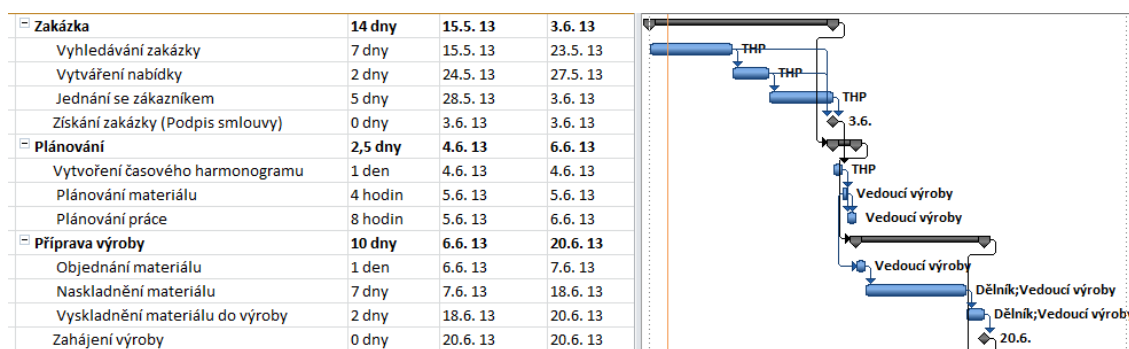 Zakázka 14 dny 15.5. 13 3.6. 13
Vyhledávání zakázky 7 dny 15.5. 13 23.5. 13 THP
Vytváření nabídky 2 dny 24.5. 13 27.5. 13 THP
Jednání se zákazníkem 5 dny 28.5. 13 3.6. 13 THP
Získání zakázky (Podpis smlouvy) 0 dny 3.6. 13 3.6. 13 3.6.
Plánování 2,5 dny 4.6. 13 6.6. 13
Vytvoření časového harmonogramu 1 den 4.6. 13 4.6. 13 THP
Plánování materiálu 4 hodin 5.6. 13 5.6. 13 Vedoucí výroby
Plánování práce 8 hodin 5.6. 13 6.6. 13 Vedoucí výroby
Příprava výroby 10 dny 6.6. 13 20.6. 13
Objednání materiálu 1 den 6.6. 13 7.6. 13 Vedoucí výroby
Naskladnění materiálu 7 dny 7.6. 13 18.6. 13 Dělník;Vedoucí výroby
Vyskladnění materiálu do výroby 2 dny 18.6. 13 20.6. 13 Dělník;Vedoucí výroby
Zahájení výroby 0 dny 20.6. 13 20.6. 13 20.6.